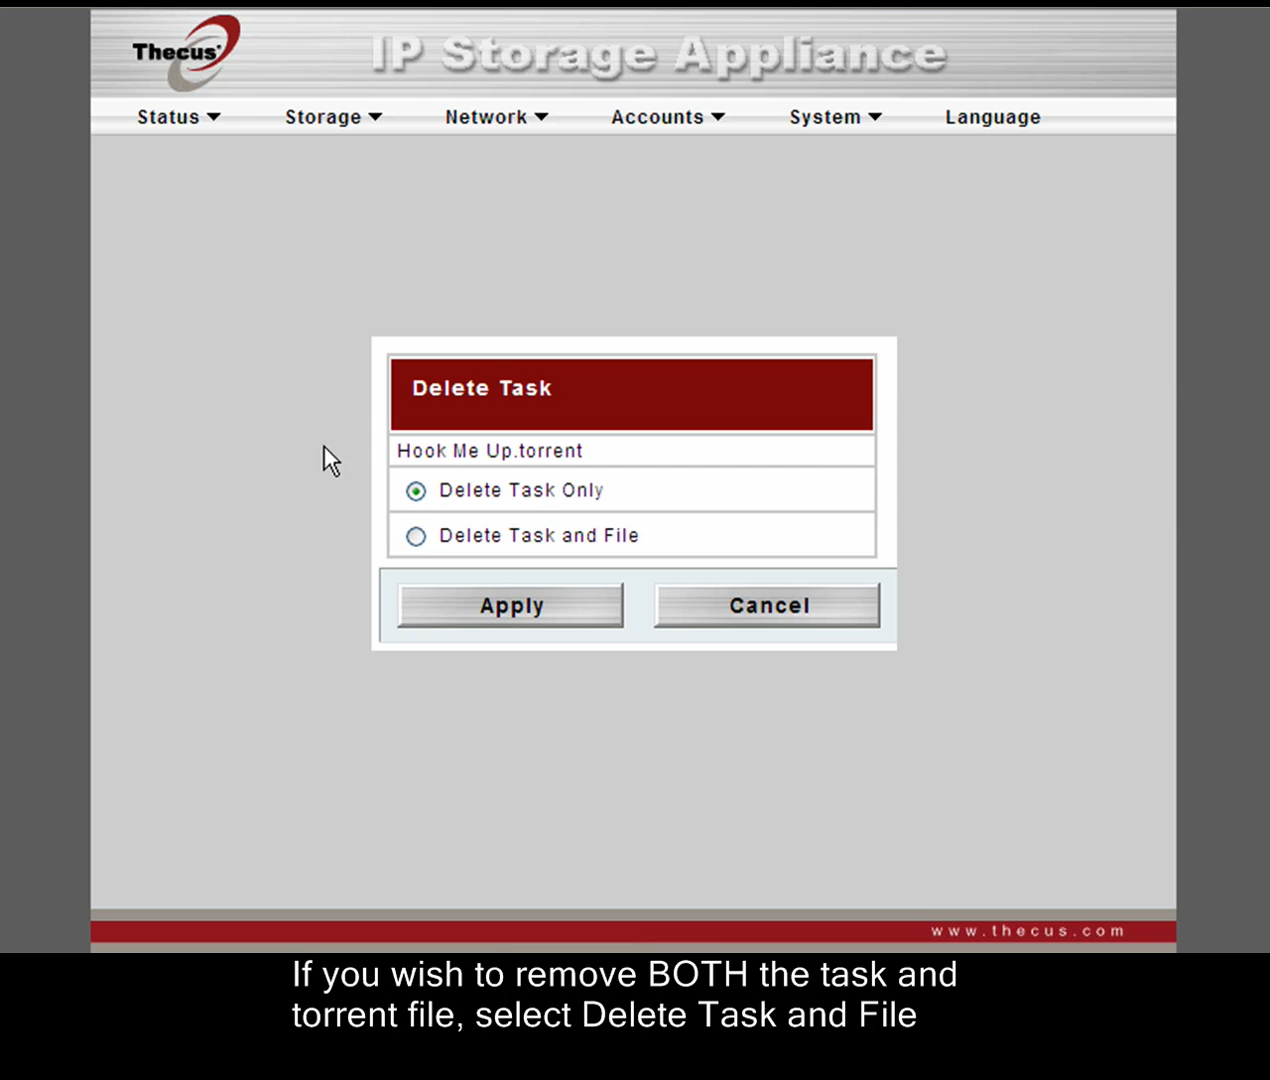 Thecus
IP Storage Appliance
Status Storage Network Accounts System Language
Delete Task
Hook Me Up.torrent
Delete Task Only
Delete Task and File
Apply Cancel
www.thecus.com
If you wish to remove BOTH the task and
torrent file, select Delete Task and File